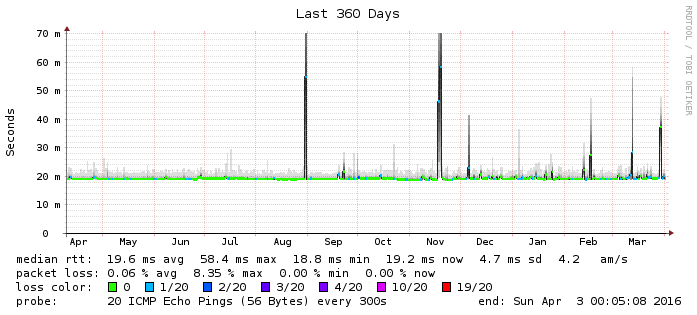 Last 360 Days
RRDTOOL / TOBI OETIKER
Seconds
70 m
60 m
50 m
40 m
30 m
20 m
10 m
0
Apr May Jun Jul Aug Sep Oct Nov Dec Jan Feb Mar
median rtt: 19.6 ms avg 58.4 ms max 18.8 ms min 19.2 ms now 4.7 ms sd 4.2 am/s
packet loss: 0.06 % avg 8.35 % max 0.00 % min 0.00 % now
loss color: 0 1/20 2/20 3/20 4/20 10/20 19/20
probe: 20 ICMP Echo Pings (56 Bytes) every 300s end: Sun Apr 3 00:05:08 2016